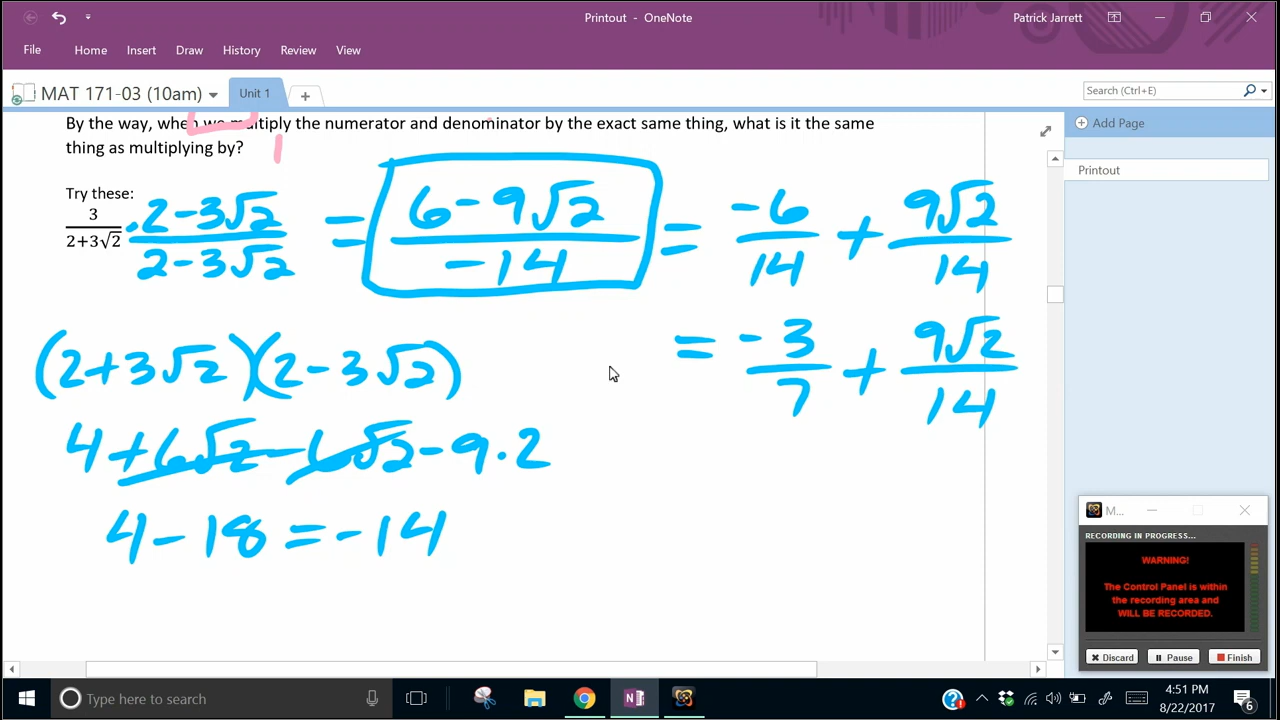 Printout - OneNote
Patrick Jarrett
File Home Insert Draw History Review View
MAT 171-03 (10am) Unit 1 +
Search (Ctrl+E)
Add Page
Printout
By the way, when we multiply the numerator and denominator by the exact same thing, what is it the same
thing as multiplying by?
1
Try these:
3/(2+3√2) · (2-3√2)/(2-3√2) = (6-9√2)/(-14) = -6/14 + 9√2/14
= -3/7 + 9√2/14
(2+3√2)(2-3√2)
4+6√2-6√2-9·2
4-18=-14
M...
RECORDING IN PROGRESS...
WARNING!
The Control Panel is within
the recording area and
WILL BE RECORDED.
Discard Pause Finish
Type here to search
4:51 PM
8/22/2017
6